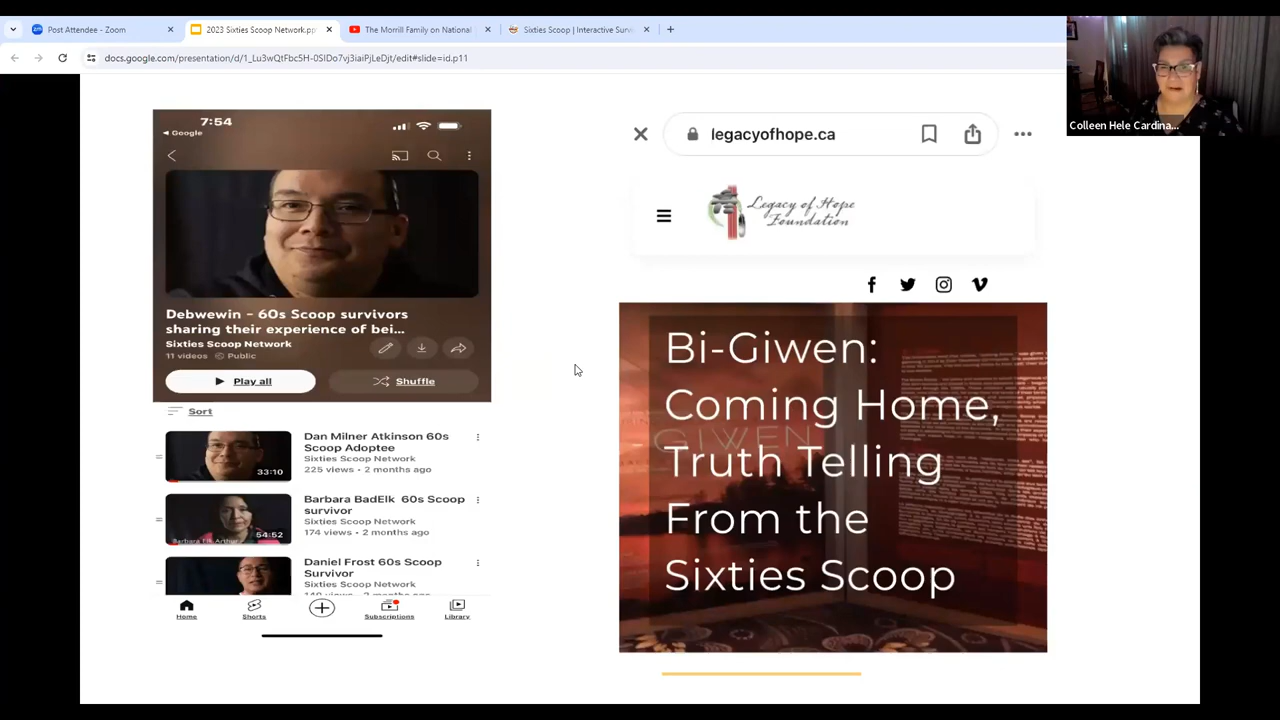 Post Attendee - Zoom
2023 Sixties Scoop Network.pp
The Morrill Family on National
Sixties Scoop | Interactive Surv
docs.google.com/presentation/d/1_Lu3wQtFbc5H-0SIDo7vj3iaiPjLeDjt/edit#slide=id.p11
Colleen Hele Cardina...
7:54
Google
Debwewin - 60s Scoop survivors
sharing their experience of bei...
Sixties Scoop Network
11 videos Public
Play all
Shuffle
Sort
Dan Milner Atkinson 60s
Scoop Adoptee
Sixties Scoop Network
225 views • 2 months ago
33:10
Barbara BadElk 60s Scoop
survivor
Sixties Scoop Network
174 views • 2 months ago
54:52
Daniel Frost 60s Scoop
Survivor
Sixties Scoop Network
Home
Shorts
Subscriptions
Library
legacyofhope.ca
Legacy of Hope
Foundation
Bi-Giwen:
Coming Home,
GIWEN
Truth Telling
From the
Sixties Scoop